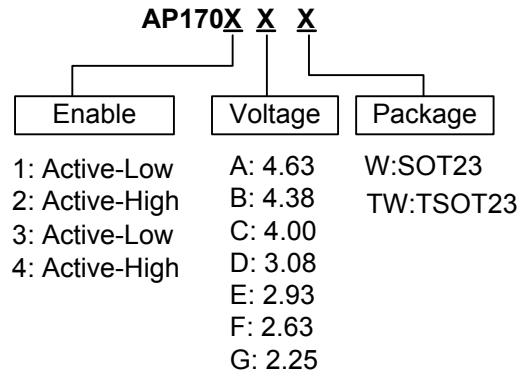 AP170X X X
Enable
Voltage
Package
1: Active-Low
2: Active-High
3: Active-Low
4: Active-High
A: 4.63
B: 4.38
C: 4.00
D: 3.08
E: 2.93
F: 2.63
G: 2.25
W:SOT23
TW:TSOT23